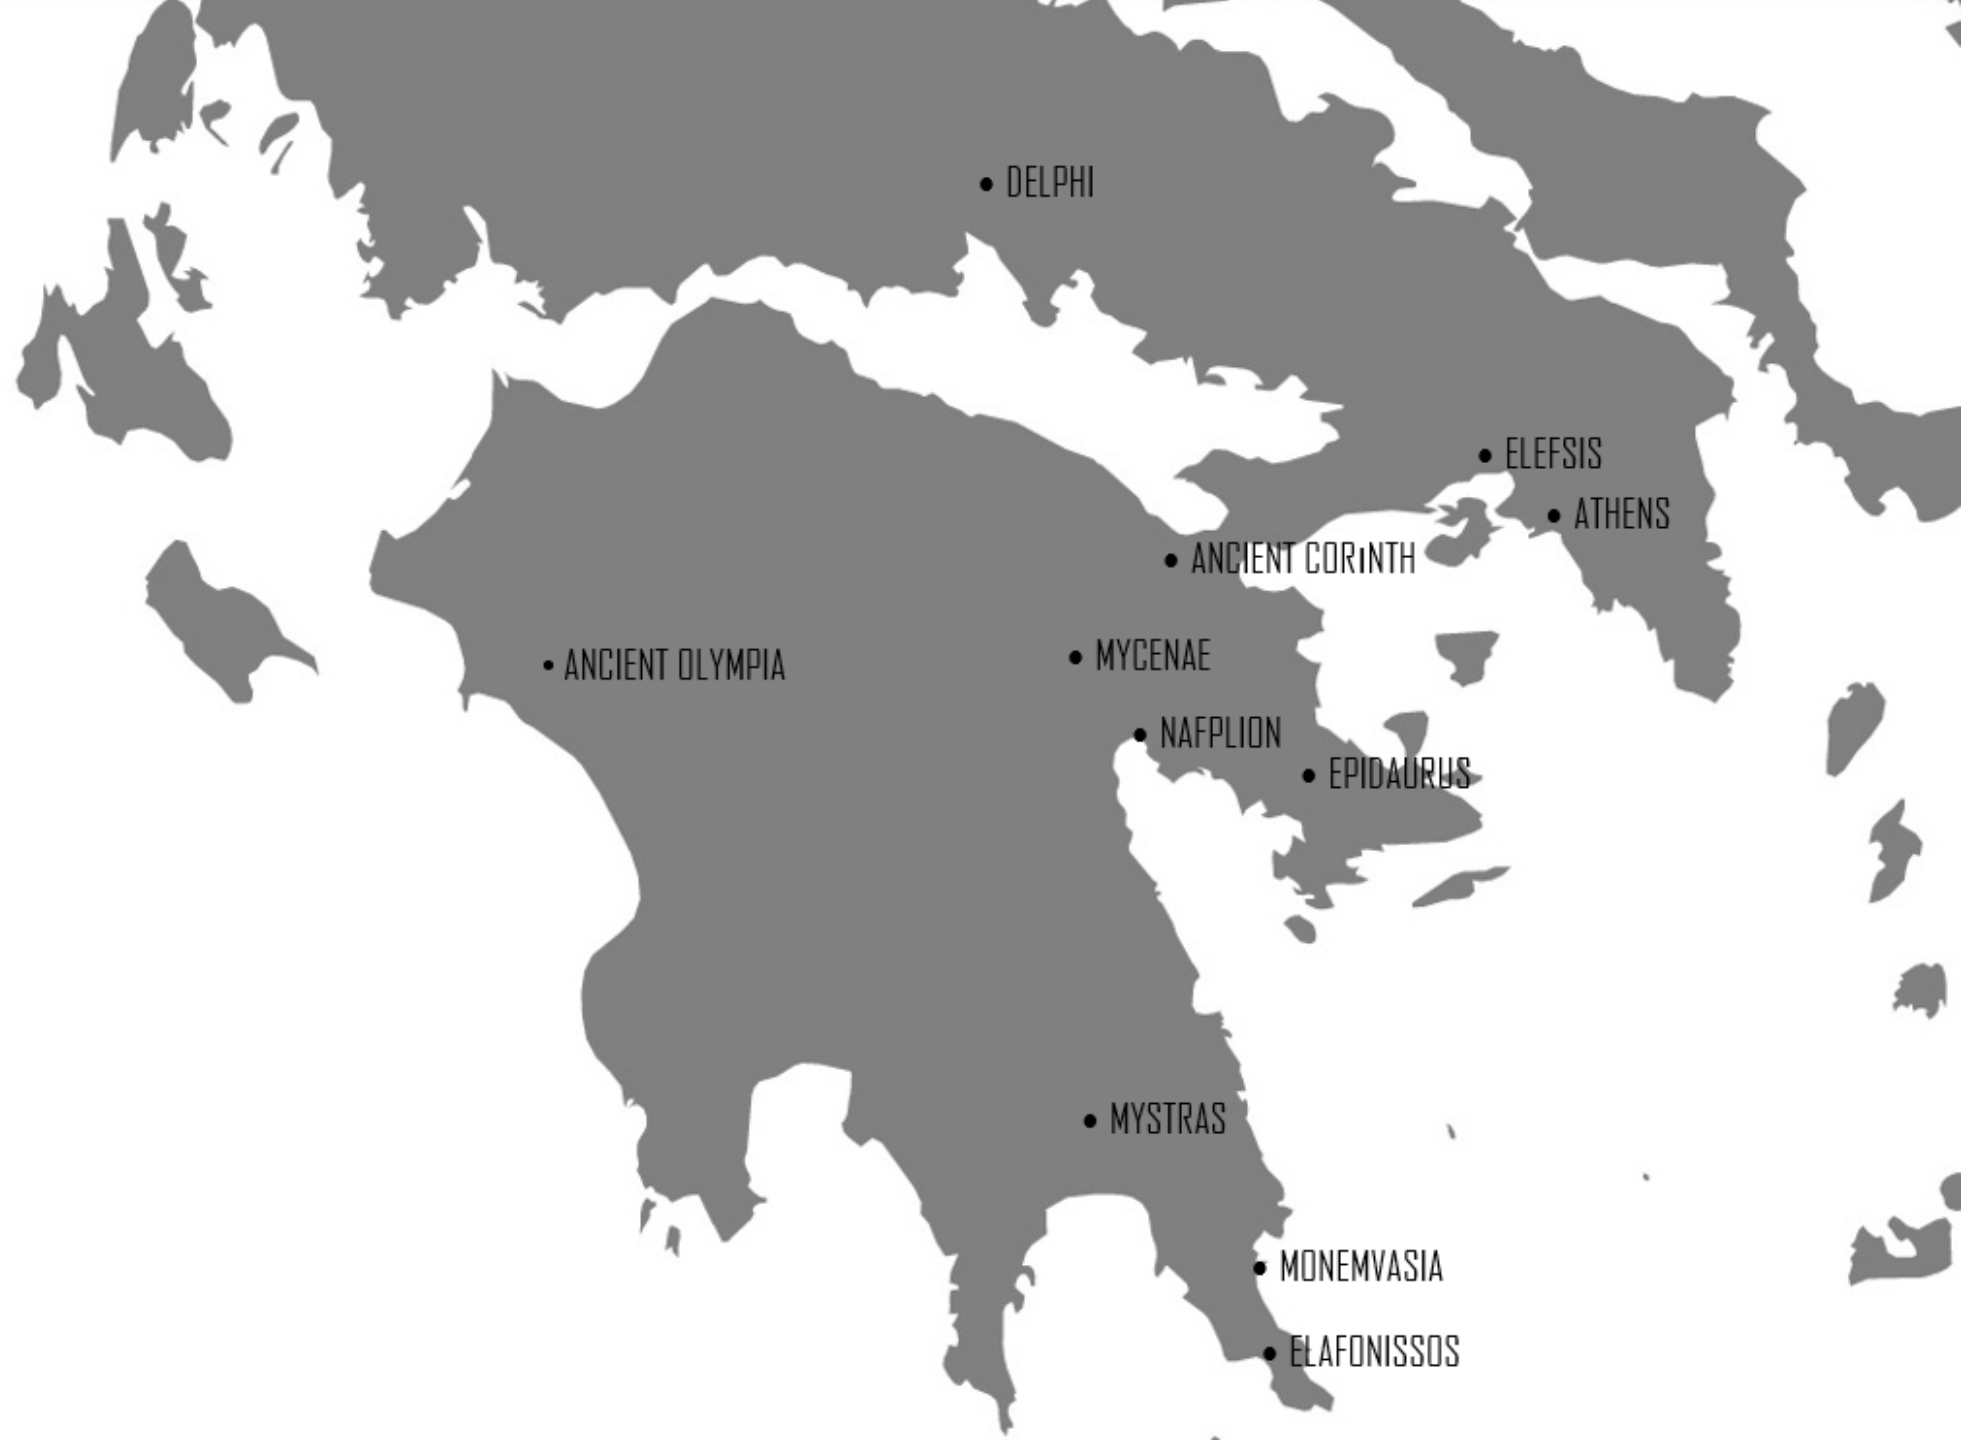 DELPHI
ELEFSIS
ATHENS
ANCIENT CORiNTH
MYCENAE
ANCIENT OLYMPIA
NAFPLION
EPIDAURUS
MYSTRAS
MONEMVASIA
ELAFONISSOS